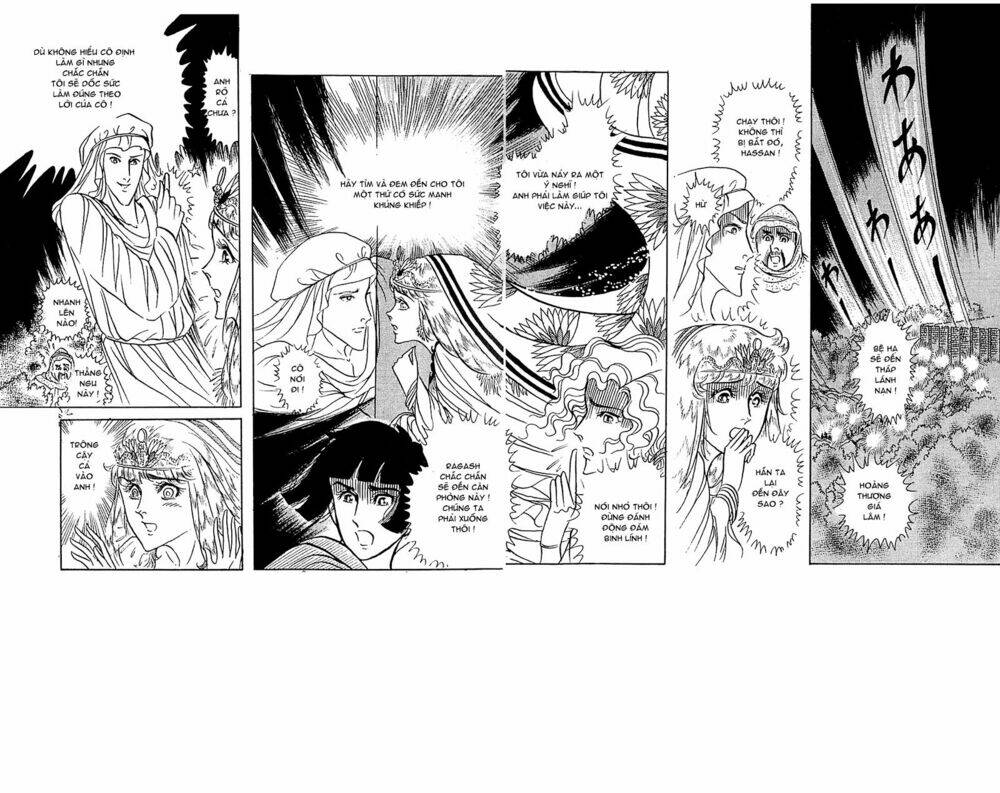 わああー
わああー
BỆ HẠ
SẼ ĐẾN
THÁP
LÁNH
NẠN !
HOÀNG
THƯỢNG
GIÁ
LÂM !
CHẠY THÔI !
KHÔNG THÌ
BỊ BẮT ĐÓ,
HASSAN !
HỪ
HẮN TA
LẠI
ĐẾN ĐÂY
SAO ?
TÔI VỪA NẢY RA MỘT
Ý NGHĨ !
ANH PHẢI LÀM GIÚP TÔI
VIỆC NÀY...
NÓI NHỎ THÔI !
ĐỪNG ĐÁNH
ĐỘNG ĐÁM
BINH LÍNH !
HÃY TÌM VÀ ĐEM ĐẾN CHO TÔI
MỘT THỨ CÓ SỨC MẠNH
KHỦNG KHIẾP !
CÔ
NÓI
ĐI !
RAGASH
CHẮC CHẮN
SẼ ĐẾN CĂN
PHÒNG NÀY !
CHÚNG TA
PHẢI XUỐNG
THÔI !
ANH
RÕ
CẢ
CHƯA ?
DÙ KHÔNG HIỂU CÔ ĐỊNH
LÀM GÌ NHƯNG
CHẮC CHẮN
TÔI SẼ DỐC SỨC
LÀM ĐÚNG THEO
LỜI CỦA CÔ !
NHANH
LÊN
NÀO!
THẰNG
NGU
NÀY !
TRÔNG
CẬY
CẢ
VÀO
ANH !